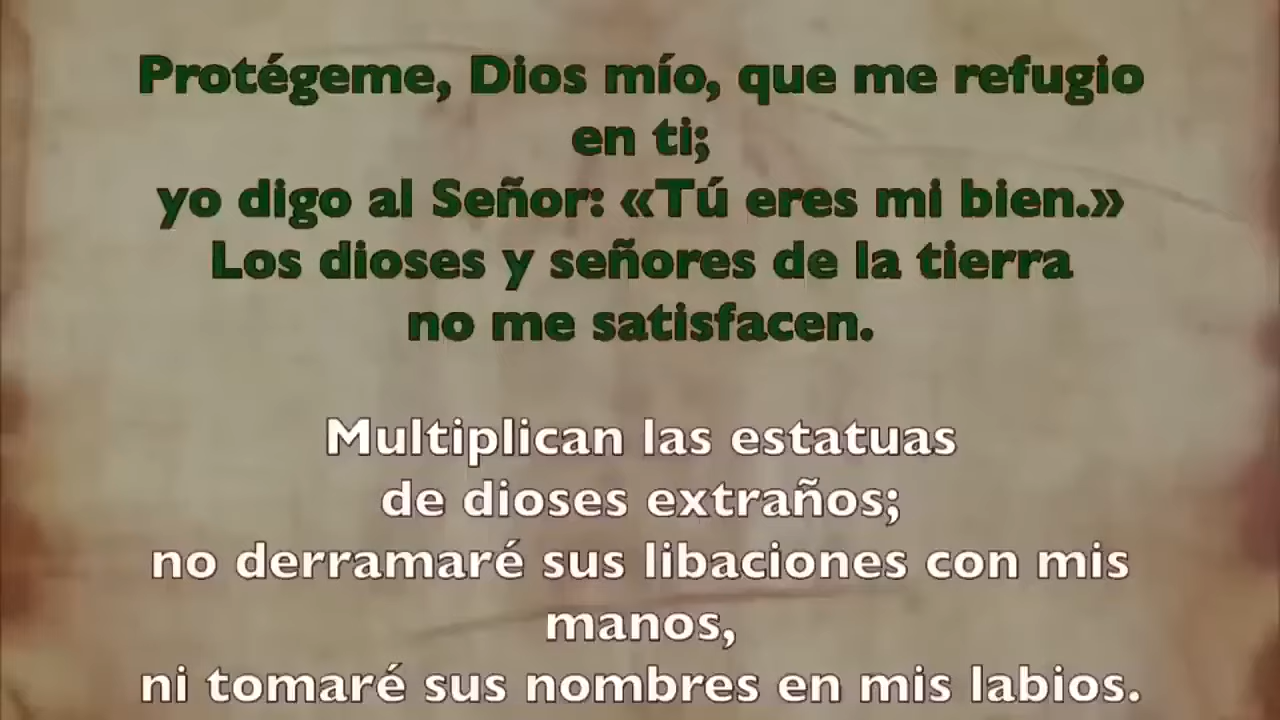 Protégeme, Dios mío, que me refugio
en ti;
yo digo al Señor: «Tú eres mi bien.»
Los dioses y señores de la tierra
no me satisfacen.
Multiplican las estatuas
de dioses extraños;
no derramaré sus libaciones con mis
manos,
ni tomaré sus nombres en mis labios.